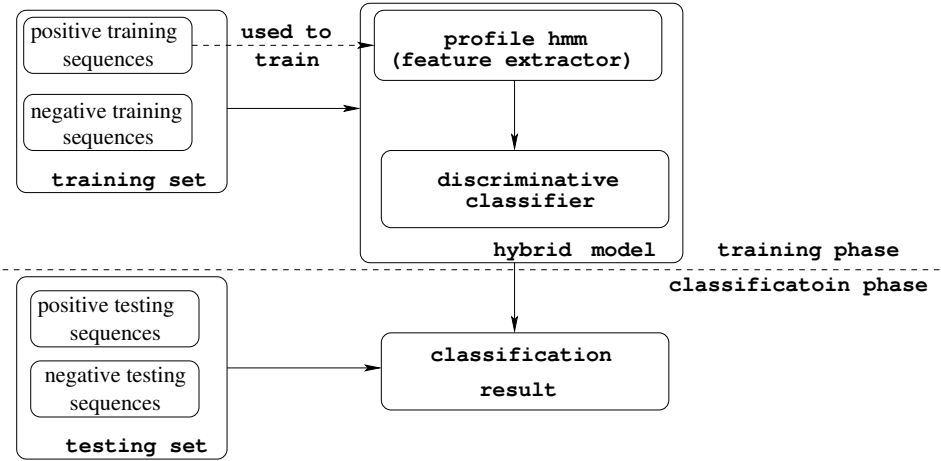 positive training
sequences
used to
train
profile hmm
(feature extractor)
negative training
sequences
training set
discriminative
classifier
hybrid model
training phase
classificatoin phase
positive testing
sequences
negative testing
sequences
testing set
classification
result